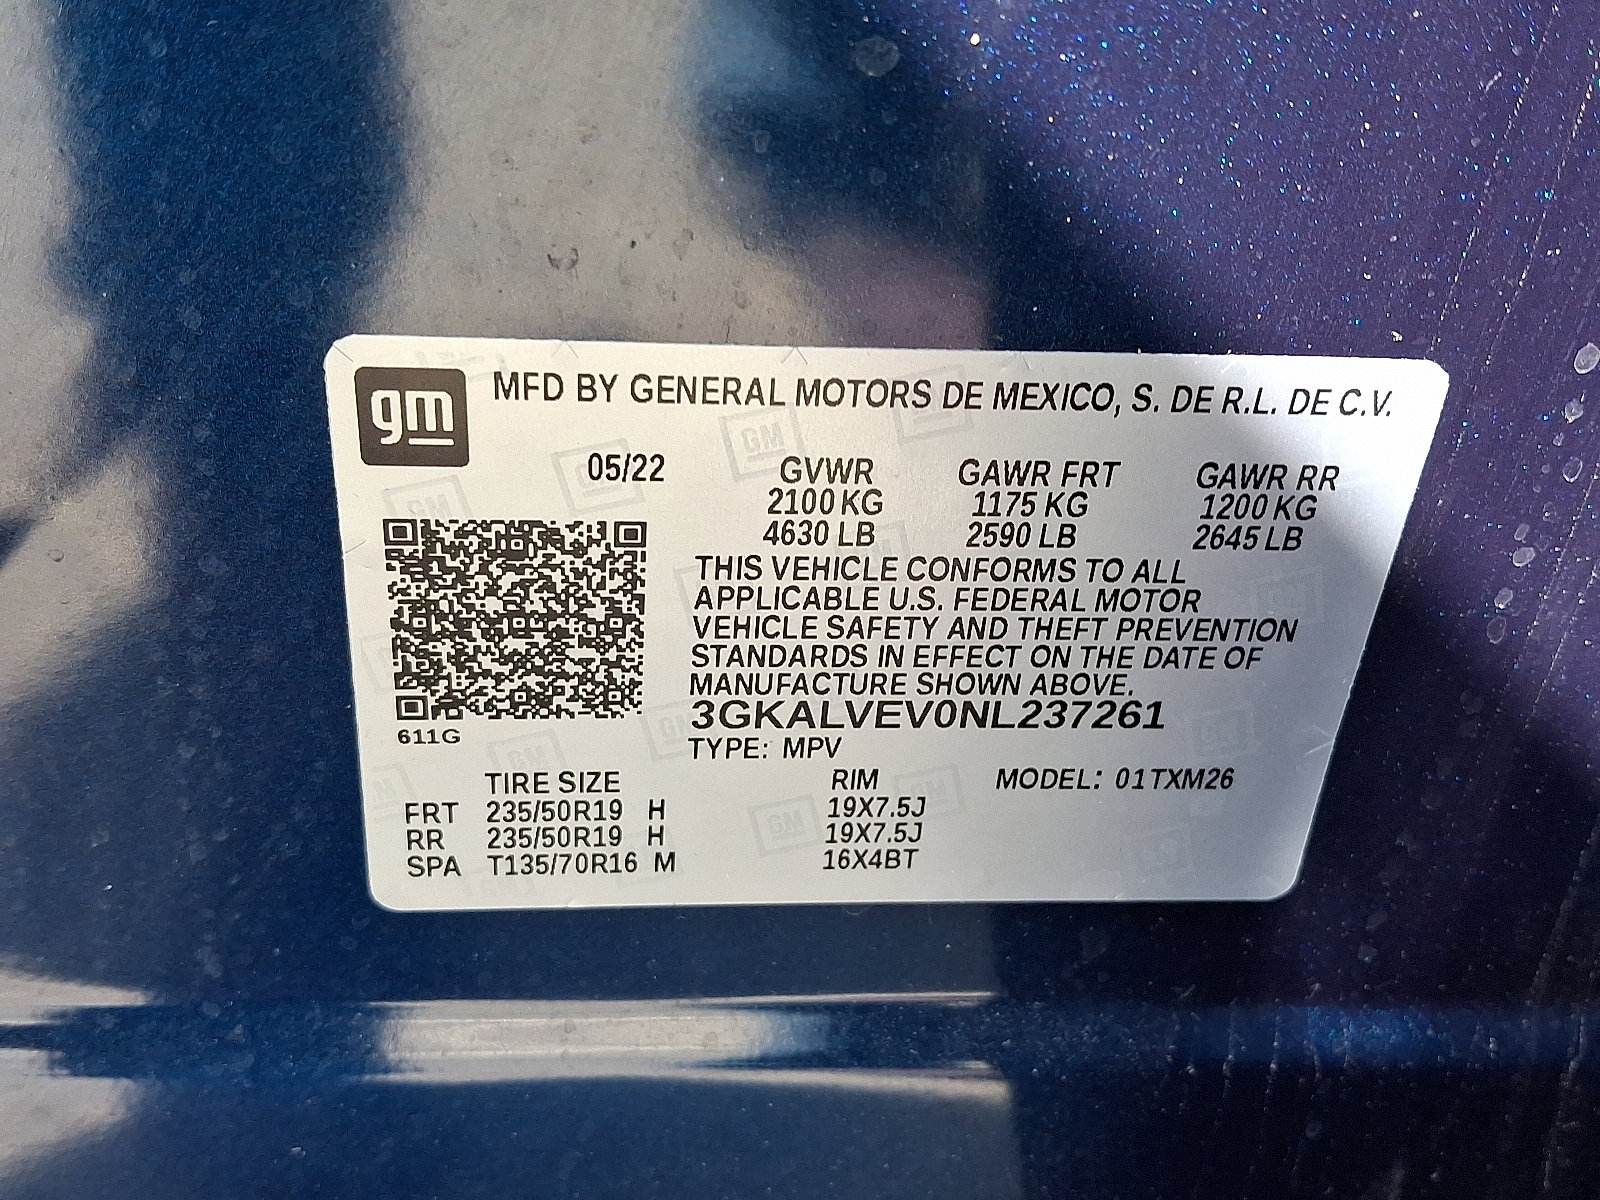 gm
MFD BY GENERAL MOTORS DE MEXICO, S. DE R.L. DE C.V.
05/22 GVWR GAWR FRT GAWR RR
2100 KG 1175 KG 1200 KG
4630 LB 2590 LB 2645 LB
THIS VEHICLE CONFORMS TO ALL
APPLICABLE U.S. FEDERAL MOTOR
VEHICLE SAFETY AND THEFT PREVENTION
STANDARDS IN EFFECT ON THE DATE OF
MANUFACTURE SHOWN ABOVE.
3GKALVEV0NL237261
611G
TYPE: MPV
TIRE SIZE RIM MODEL: 01TXM26
FRT 235/50R19 H 19X7.5J
RR 235/50R19 H 19X7.5J
SPA T135/70R16 M 16X4BT